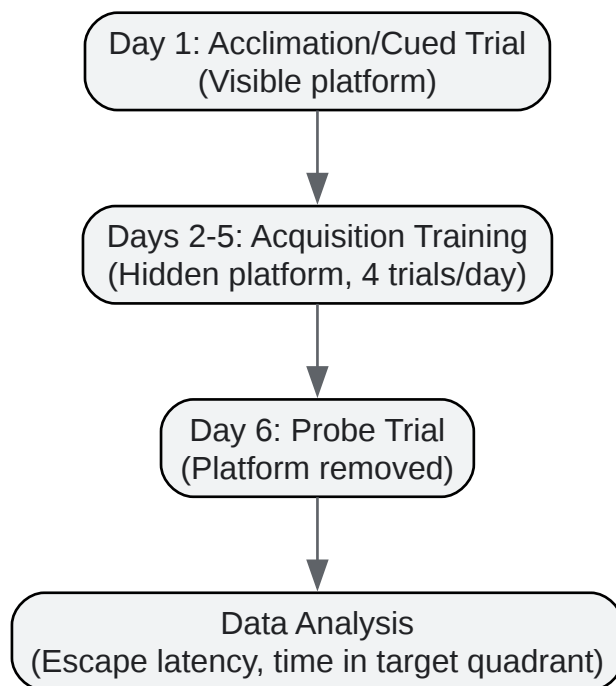 Day 1: Acclimation/Cued Trial
(Visible platform)
Days 2-5: Acquisition Training
(Hidden platform, 4 trials/day)
Day 6: Probe Trial
(Platform removed)
Data Analysis
(Escape latency, time in target quadrant)